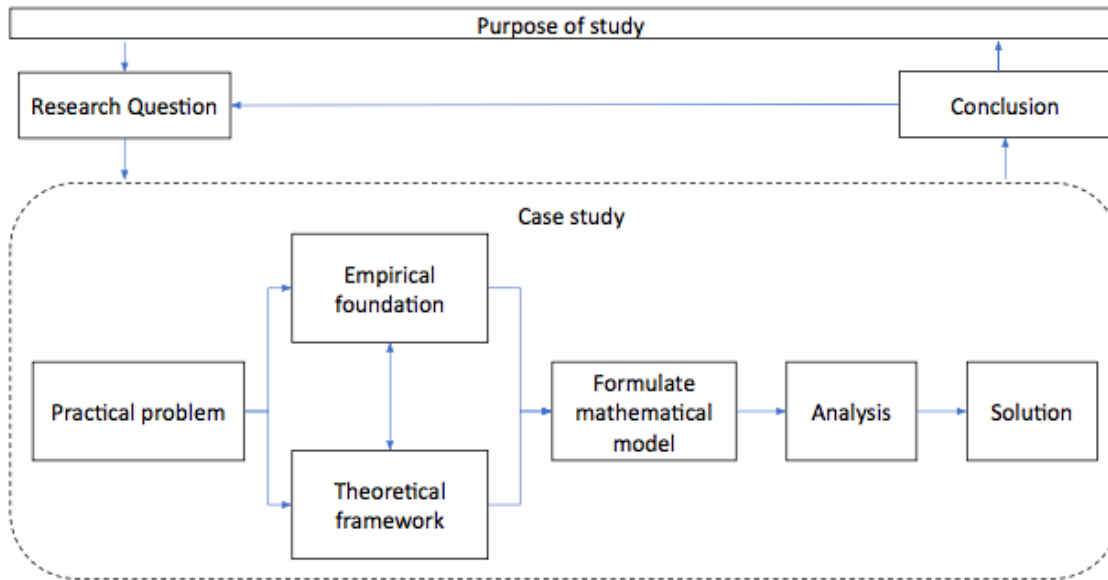 Purpose of study
Research Question
Conclusion
Case study
Empirical
foundation
Practical problem
Formulate
mathematical
model
Analysis
Solution
Theoretical
framework